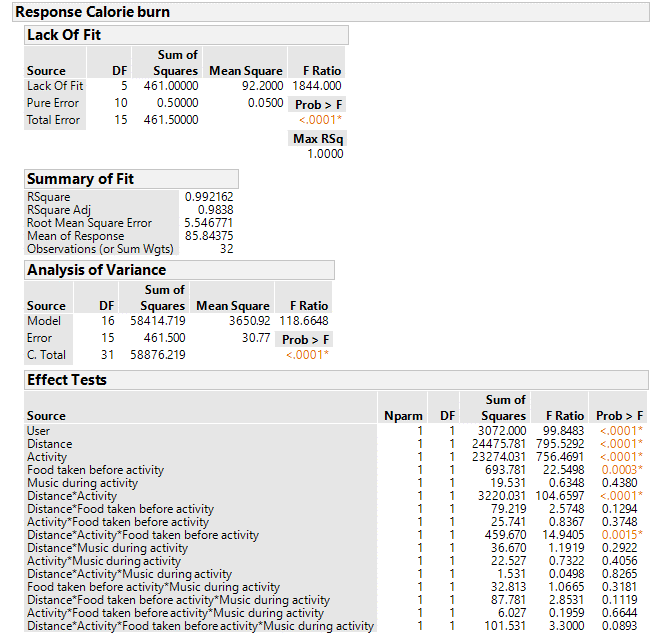 Response Calorie burn
Lack Of Fit
Sum of
Source DF Squares Mean Square F Ratio
Lack Of Fit 5 461.00000 92.2000 1844.000
Pure Error 10 0.50000 0.0500 Prob > F
Total Error 15 461.50000 <.0001*
Max RSq
1.0000
Summary of Fit
RSquare 0.992162
RSquare Adj 0.9838
Root Mean Square Error 5.546771
Mean of Response 85.84375
Observations (or Sum Wgts) 32
Analysis of Variance
Sum of
Source DF Squares Mean Square F Ratio
Model 16 58414.719 3650.92 118.6648
Error 15 461.500 30.77 Prob > F
C. Total 31 58876.219 <.0001*
Effect Tests
Sum of
Source Nparm DF Squares F Ratio Prob > F
User 1 1 3072.000 99.8483 <.0001*
Distance 1 1 24475.781 795.5292 <.0001*
Activity 1 1 23274.031 756.4691 <.0001*
Food taken before activity 1 1 693.781 22.5498 0.0003*
Music during activity 1 1 19.531 0.6348 0.4380
Distance*Activity 1 1 3220.031 104.6597 <.0001*
Distance*Food taken before activity 1 1 79.219 2.5748 0.1294
Activity*Food taken before activity 1 1 25.741 0.8367 0.3748
Distance*Activity*Food taken before activity 1 1 459.670 14.9405 0.0015*
Distance*Music during activity 1 1 36.670 1.1919 0.2922
Activity*Music during activity 1 1 22.527 0.7322 0.4056
Distance*Activity*Music during activity 1 1 1.531 0.0498 0.8265
Food taken before activity*Music during activity 1 1 32.813 1.0665 0.3181
Distance*Food taken before activity*Music during activity 1 1 87.781 2.8531 0.1119
Activity*Food taken before activity*Music during activity 1 1 6.027 0.1959 0.6644
Distance*Activity*Food taken before activity*Music during activity 1 1 101.531 3.3000 0.0893